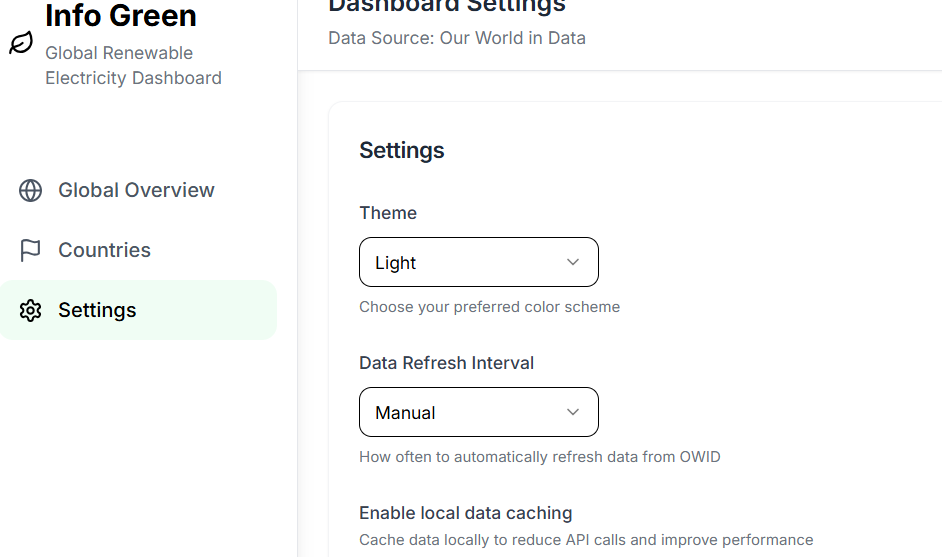 Info Green
Global Renewable
Electricity Dashboard
Global Overview
Countries
Settings
Dashboard Settings
Data Source: Our World in Data
Settings
Theme
Light
Choose your preferred color scheme
Data Refresh Interval
Manual
How often to automatically refresh data from OWID
Enable local data caching
Cache data locally to reduce API calls and improve performance